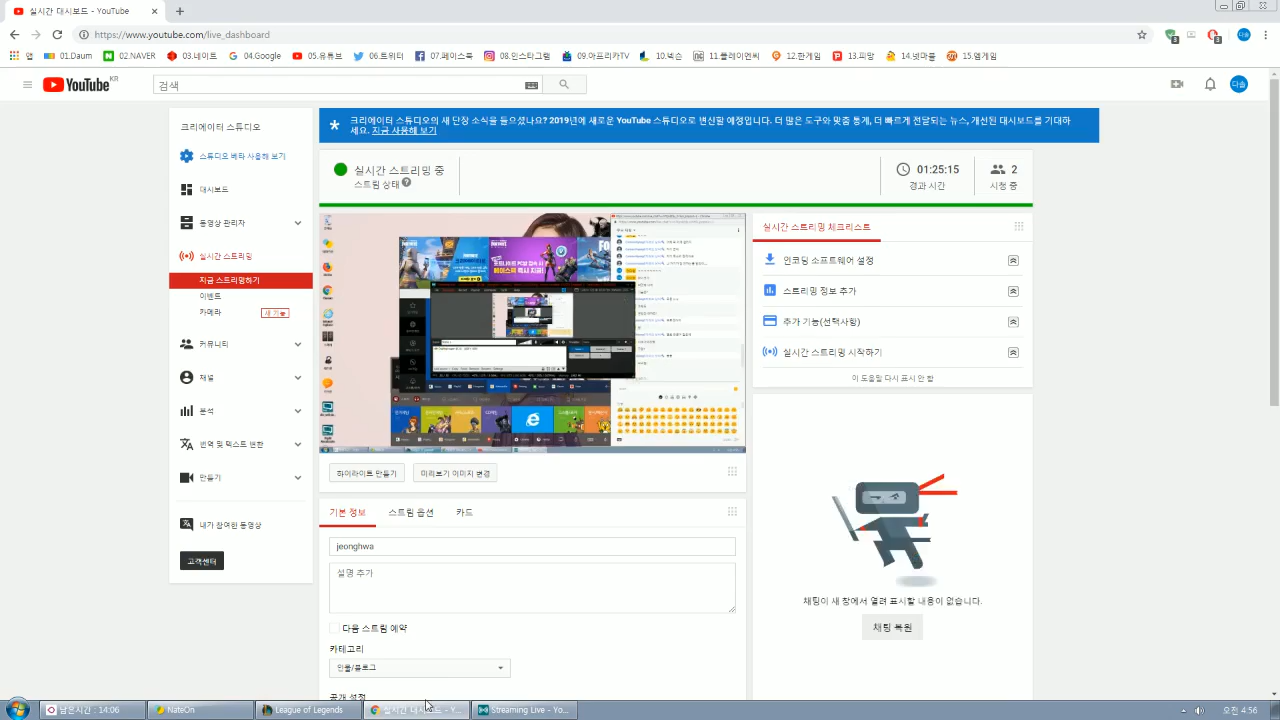 실시간 대시보드 - YouTube
https://www.youtube.com/live_dashboard
앱 01.Daum 02.NAVER 03.네이트 04.Google 05.유튜브 06.트위터 07.페이스북 08.인스타그램 09.아프리카TV 10.넥슨 11.플레이엔씨 12.한게임 13.피망 14.넷마블 15.엠게임
YouTube KR
검색
다솔
크리에이터 스튜디오
스튜디오 베타 사용해 보기
대시보드
동영상 관리자
지금 스트리밍하기
이벤트
새 기능
채널
분석
번역 및 텍스트 변환
만들기
내가 참여한 동영상
고객센터
크리에이터 스튜디오의 새 단장 소식을 들으셨나요? 2019년에 새로운 YouTube 스튜디오로 변신할 예정입니다. 더 많은 도구와 맞춤 통계, 더 빠르게 전달되는 뉴스, 개선된 대시보드를 기대하
세요. 지금 사용해 보기
실시간 스트리밍 중
스트림 상태
01:25:15
경과 시간
2
시청 중
하이라이트 만들기
미리보기 이미지 변경
기본 정보
스트림 옵션
카드
jeonghwa
설명 추가
다음 스트림 예약
카테고리
인물/블로그
공개 설정
실시간 스트리밍 체크리스트
인코딩 소프트웨어 설정
스트리밍 정보 추가
추가 기능(선택사항)
실시간 스트리밍 시작하기
이 도움말 다시 표시 안 함
채팅이 새 창에서 열려 표시할 내용이 없습니다.
채팅 복원
남은시간 : 14:06
NateOn
League of Legends
실시간 대시보드 - Y...
Streaming Live - Yo...
오전 4:56